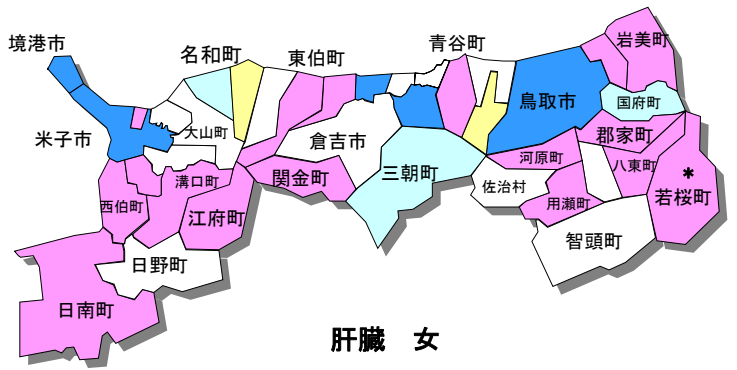 境港市
名和町
東伯町
青谷町
岩美町
米子市
大山町
倉吉市
鳥取市
国府町
郡家町
西伯町
溝口町
関金町
三朝町
河原町
八東町
*
江府町
佐治村
用瀬町
若桜町
日野町
智頭町
日南町
肝臓 女